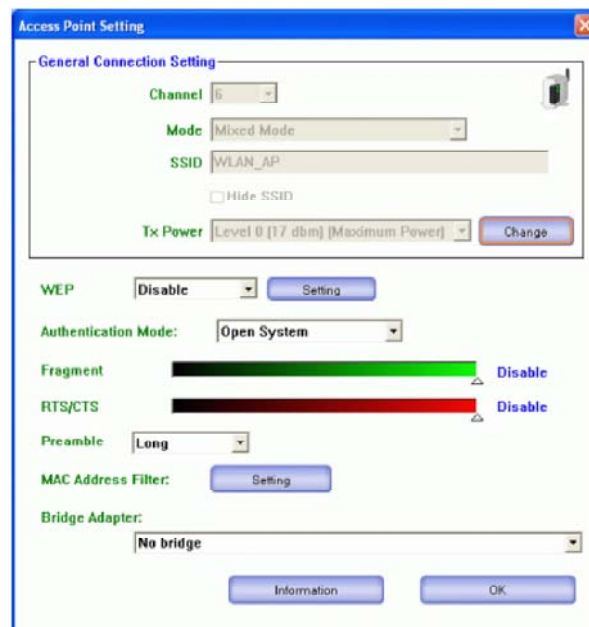 Access Point Setting
General Connection Setting
Channel 6
Mode Mixed Mode
SSID WLAN_AP
Hide SSID
Tx Power Level 0 [17 dbm] (Maximum Power) Change
WEP Disable Setting
Authentication Mode: Open System
Fragment Disable
RTS/CTS Disable
Preamble Long
MAC Address Filter: Setting
Bridge Adapter:
No bridge
Information OK